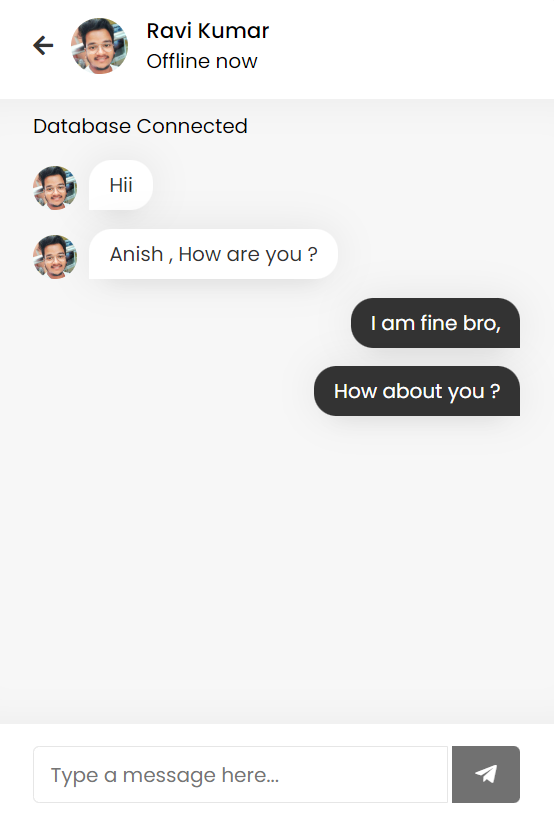 Ravi Kumar
Offline now
Database Connected
Hii
Anish , How are you ?
I am fine bro,
How about you ?
Type a message here...